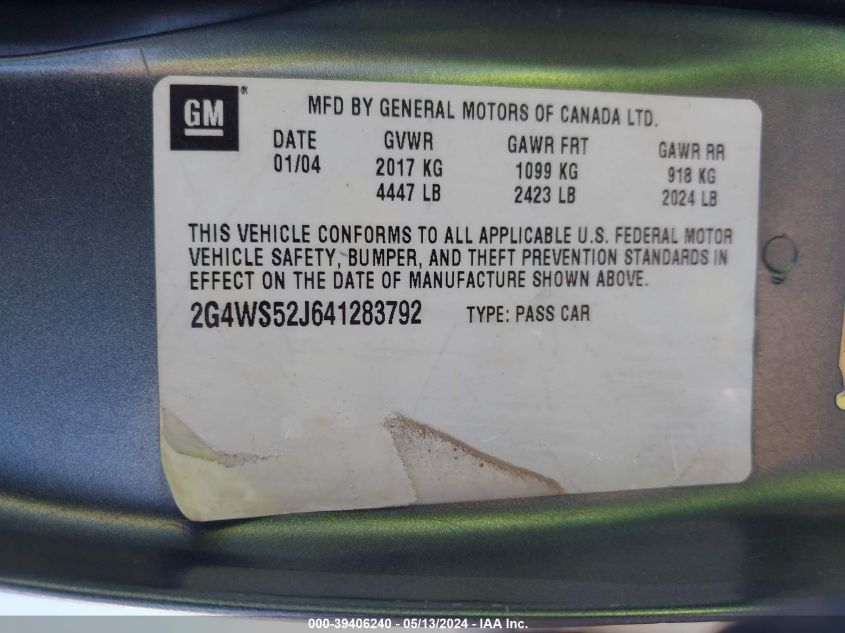 GM®
MFD BY GENERAL MOTORS OF CANADA LTD.
DATE GVWR GAWR FRT GAWR RR
01/04 2017 KG 1099 KG 918 KG
4447 LB 2423 LB 2024 LB
THIS VEHICLE CONFORMS TO ALL APPLICABLE U.S. FEDERAL MOTOR
VEHICLE SAFETY, BUMPER, AND THEFT PREVENTION STANDARDS IN
EFFECT ON THE DATE OF MANUFACTURE SHOWN ABOVE.
2G4WS52J641283792 TYPE: PASS CAR
000-39406240 - 05/13/2024 - IAA Inc.